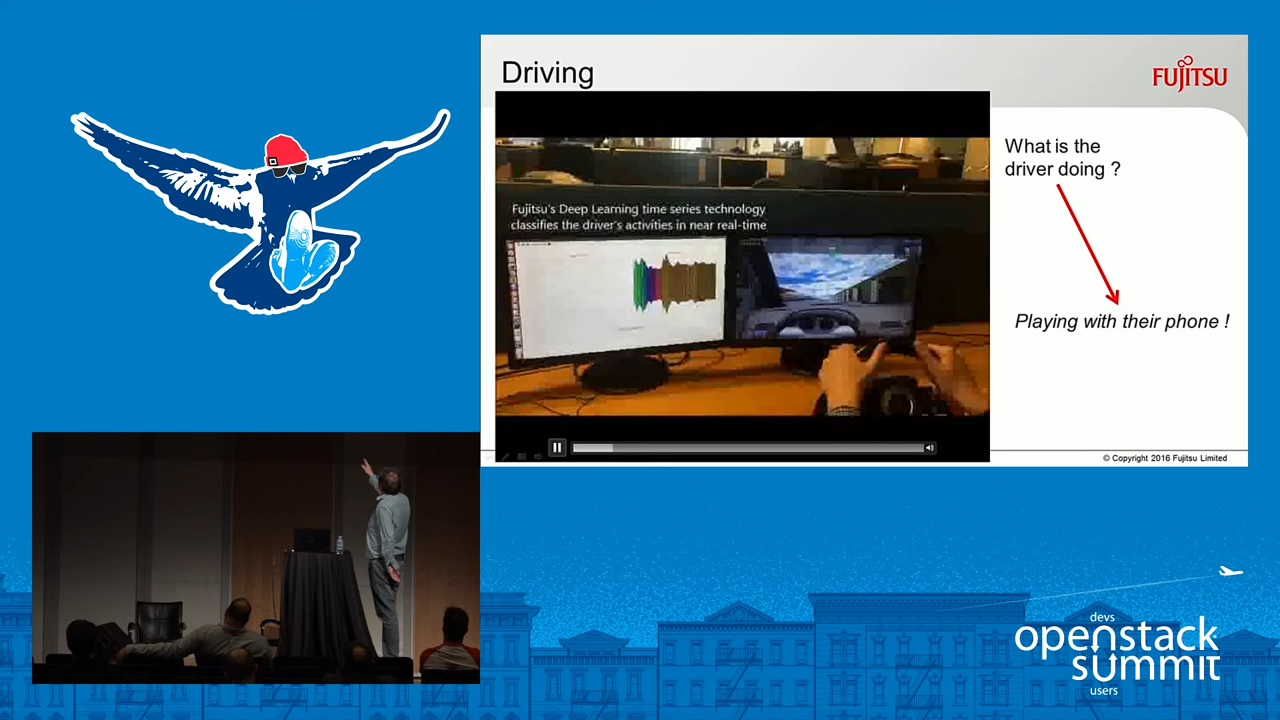 Driving
FUJITSU
What is the
driver doing ?
Fujitsu's Deep Learning time series technology
classifies the driver's activities in near real-time
Playing with their phone !
© Copyright 2016 Fujitsu Limited
devs
openstack
summit
users